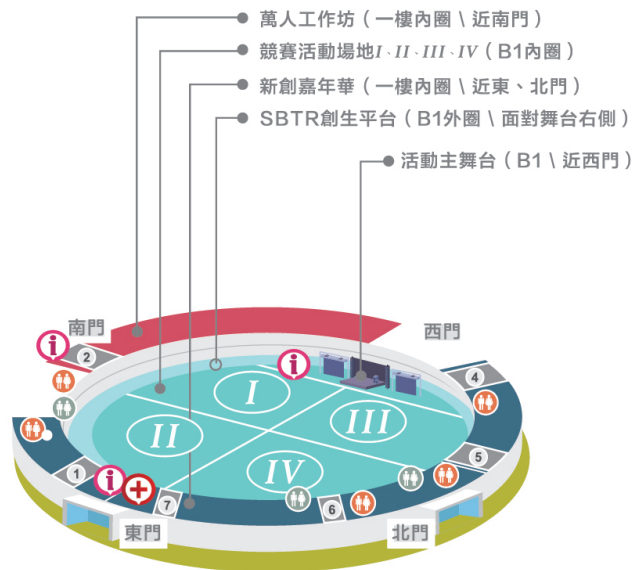 萬人工作坊（一樓內圈 \ 近南門）
競賽活動場地I、II、III、IV（B1內圈）
新創嘉年華（一樓內圈 \ 近東、北門）
SBTR創生平台（B1外圈 \ 面對舞台右側）
活動主舞台（B1 \ 近西門）
南門
西門
i
2
i
I
4
II
III
5
IV
1
i
7
6
東門
北門